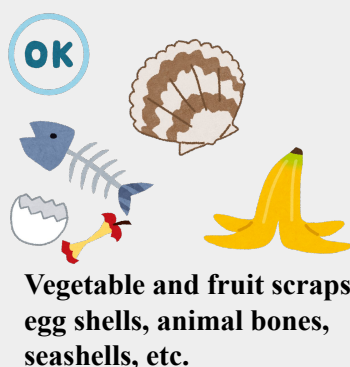 OK
Vegetable and fruit scraps
egg shells, animal bones,
seashells, etc.